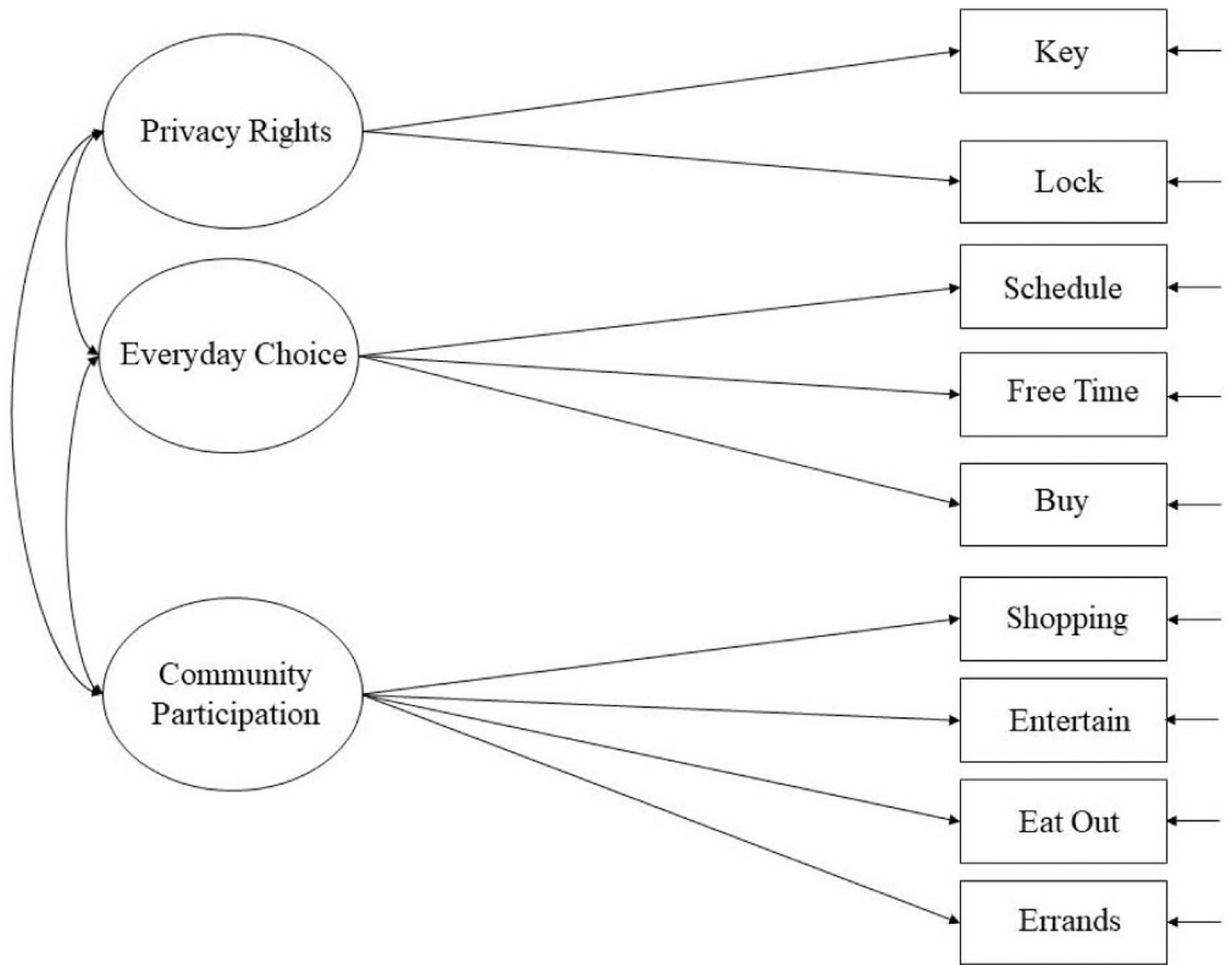 Key
Privacy Rights
Lock
Schedule
Everyday Choice
Free Time
Buy
Shopping
Community
Participation
Entertain
Eat Out
Errands